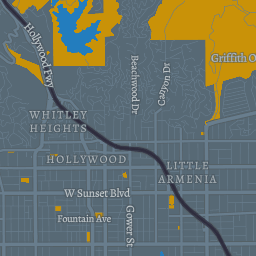 Hollywood Fwy
Beachwood Dr
Canyon Dr
Griffith O
WHITLEY
HEIGHTS
HOLLYWOOD
LITTLE
ARMENIA
W Sunset Blvd
Fountain Ave
Gower St